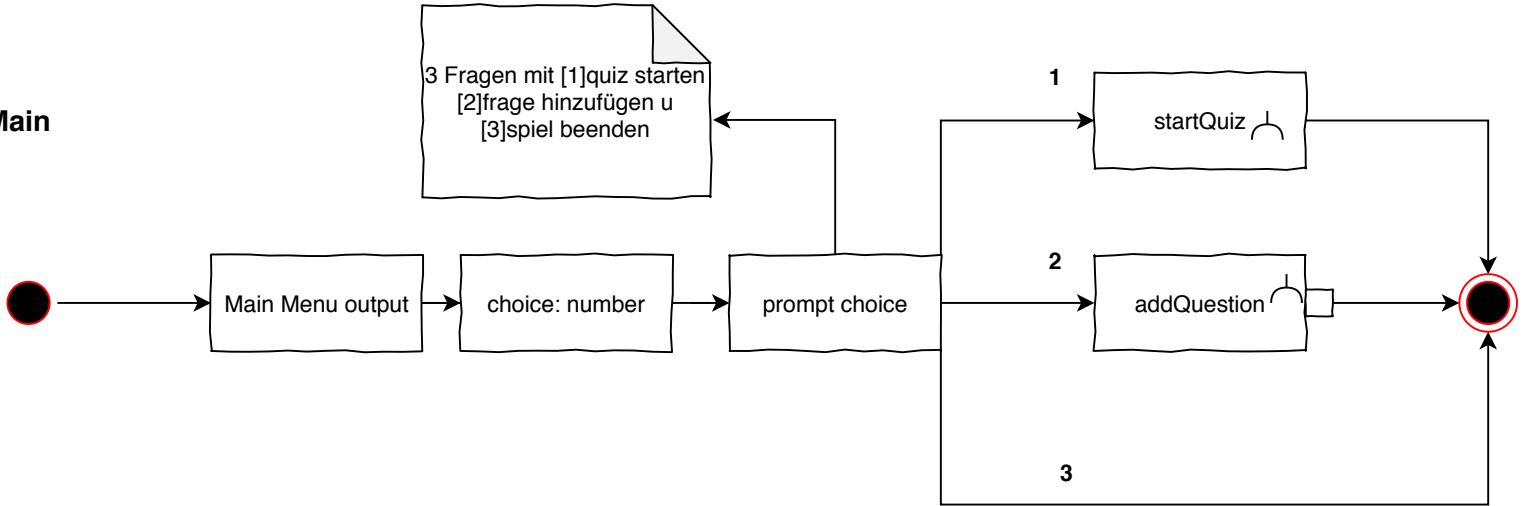 3 Fragen mit [1]quiz starten
[2]frage hinzufügen u
[3]spiel beenden
Main
1
startQuiz
Main Menu output
choice: number
prompt choice
2
addQuestion
3